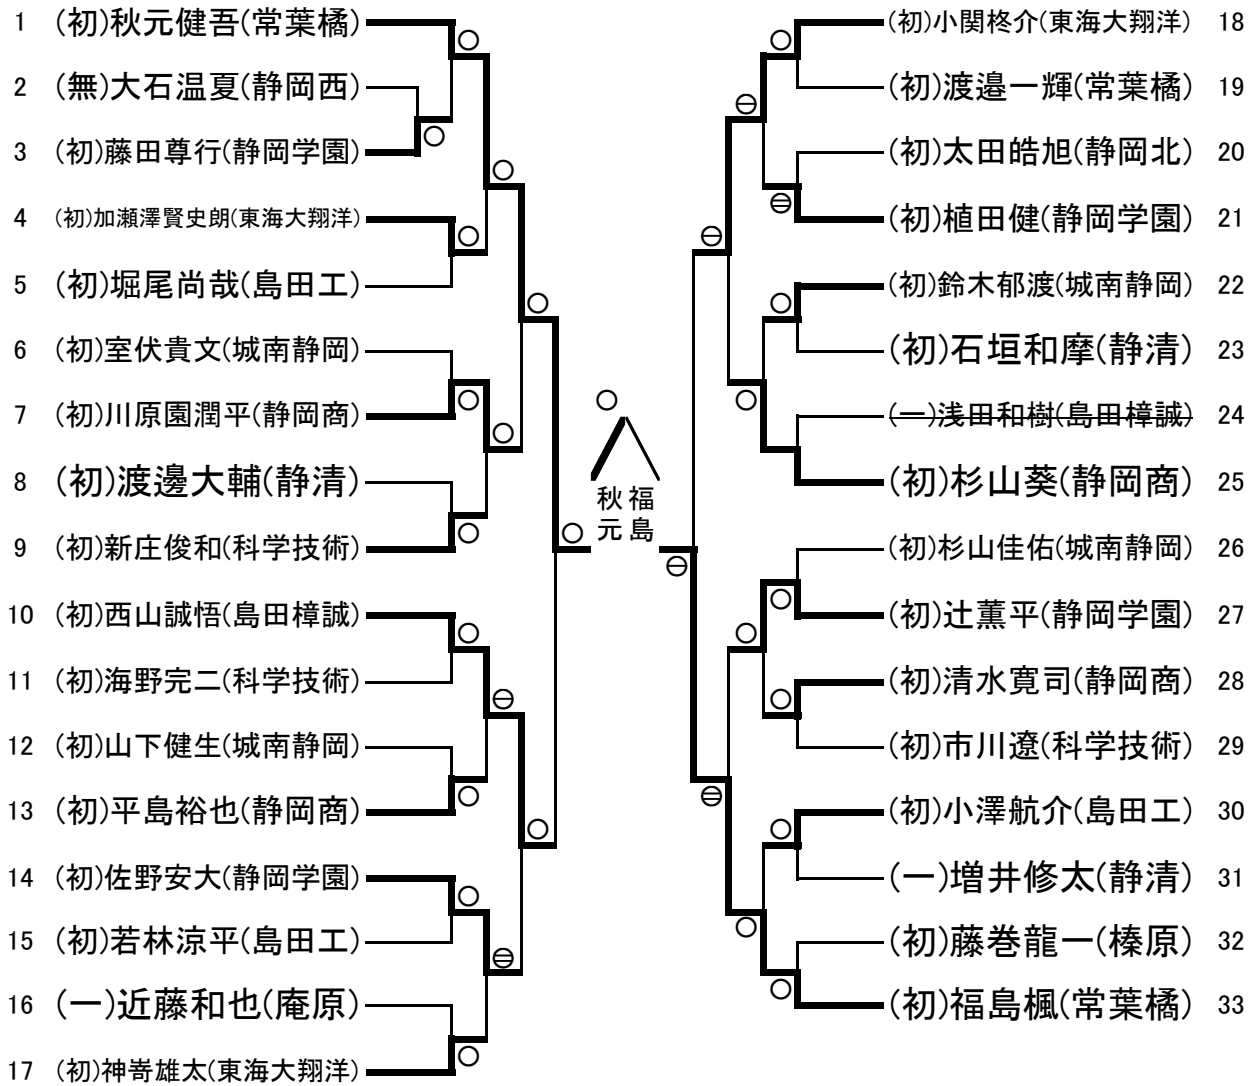 1 (初)秋元健吾(常葉橘)
2 (無)大石温夏(静岡西)
3 (初)藤田尊行(静岡学園)
4 (初)加瀬澤賢史朗(東海大翔洋)
5 (初)堀尾尚哉(島田工)
6 (初)室伏貴文(城南静岡)
7 (初)川原園潤平(静岡商)
8 (初)渡邊大輔(静清)
9 (初)新庄俊和(科学技術)
10 (初)西山誠悟(島田樟誠)
11 (初)海野完二(科学技術)
12 (初)山下健生(城南静岡)
13 (初)平島裕也(静岡商)
14 (初)佐野安大(静岡学園)
15 (初)若林涼平(島田工)
16 (一)近藤和也(庵原)
17 (初)神嵜雄太(東海大翔洋)
秋元
福島
(初)小関柊介(東海大翔洋) 18
(初)渡邉一輝(常葉橘) 19
(初)太田皓旭(静岡北) 20
(初)植田健(静岡学園) 21
(初)鈴木郁渡(城南静岡) 22
(初)石垣和摩(静清) 23
(一)浅田和樹(島田樟誠) 24
(初)杉山葵(静岡商) 25
(初)杉山佳佑(城南静岡) 26
(初)辻薫平(静岡学園) 27
(初)清水寛司(静岡商) 28
(初)市川遼(科学技術) 29
(初)小澤航介(島田工) 30
(一)増井修太(静清) 31
(初)藤巻龍一(榛原) 32
(初)福島楓(常葉橘) 33